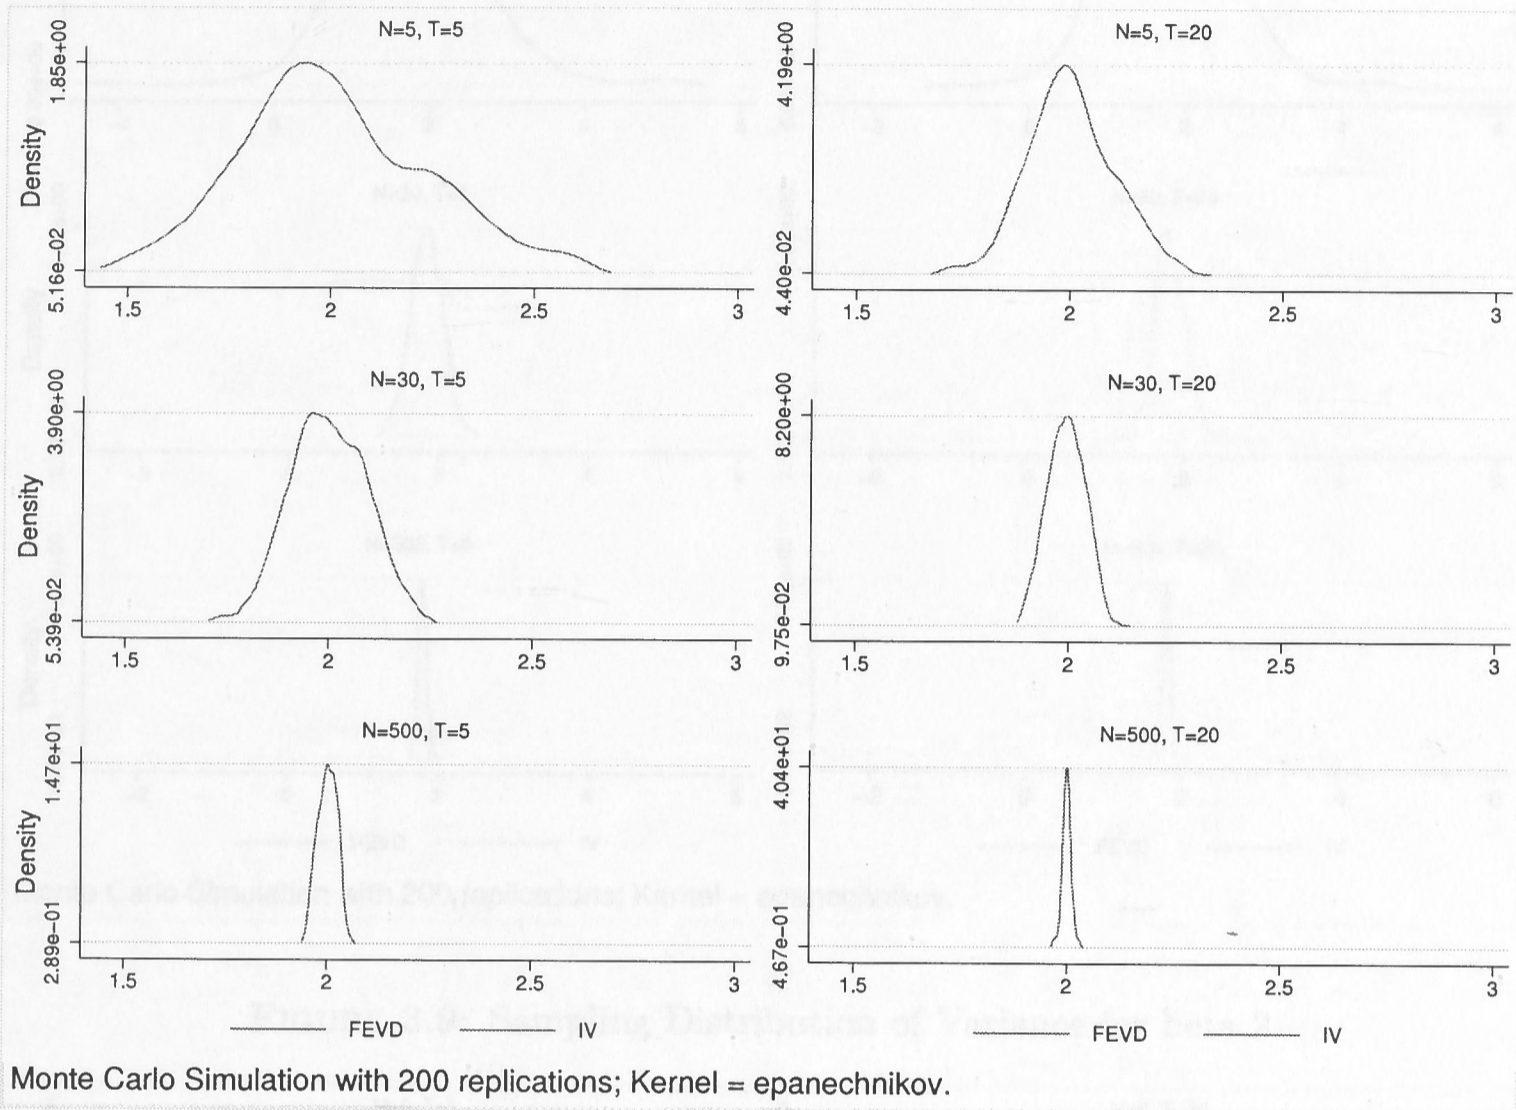 N=5, T=5
Density
5.16e−02 1.85e+00
1.5 2 2.5 3
N=5, T=20
4.40e−02 4.19e+00
1.5 2 2.5 3
N=30, T=5
Density
5.39e−02 3.90e+00
1.5 2 2.5 3
N=30, T=20
9.75e−02 8.20e+00
1.5 2 2.5 3
N=500, T=5
Density
2.89e−01 1.47e+01
1.5 2 2.5 3
N=500, T=20
4.67e−01 4.04e+01
1.5 2 2.5 3
FEVD IV
FEVD IV
Monte Carlo Simulation with 200 replications; Kernel = epanechnikov.